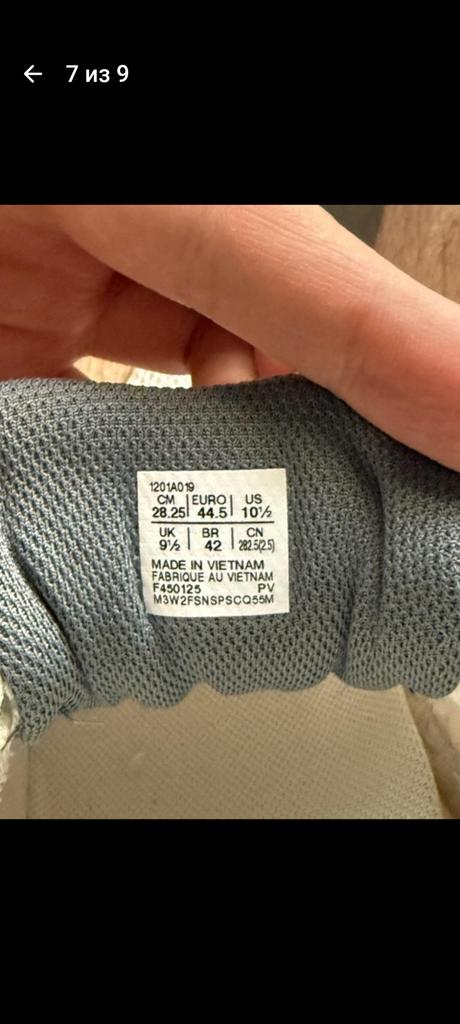 7 из 9
1201A019
CM | EURO | US
28.25 | 44.5 | 10½
UK | BR | CN
9½ | 42 | 282.5(2.5)
MADE IN VIETNAM
FABRIQUE AU VIETNAM
F450125 PV
M3W2FSNSPSCQ55M